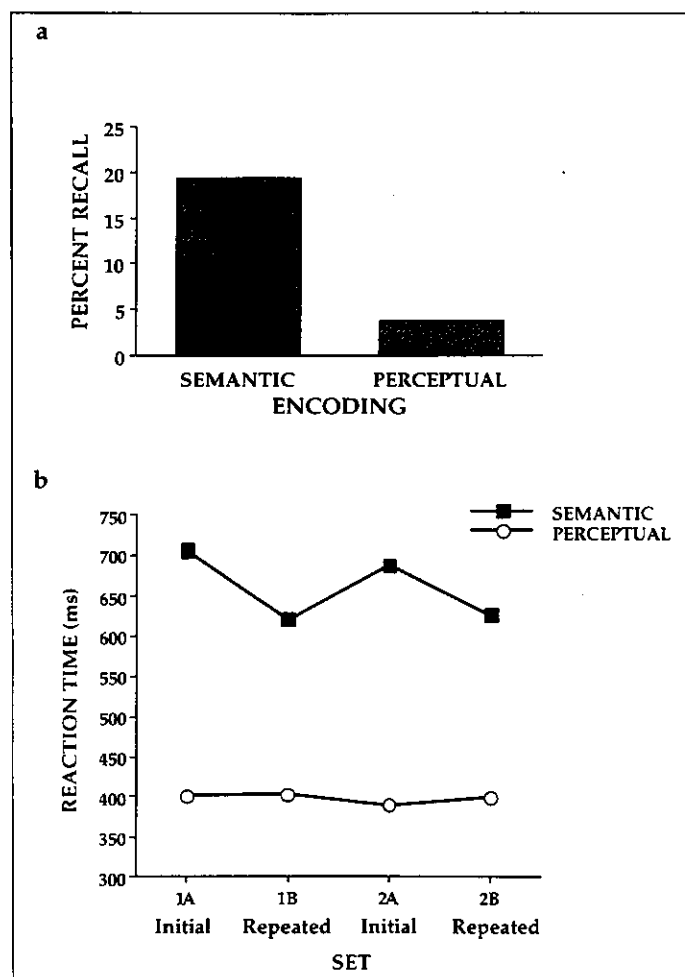 a
PERCENT RECALL
25
20
15
10
5
0
SEMANTIC PERCEPTUAL
ENCODING
b
SEMANTIC
PERCEPTUAL
REACTION TIME (ms)
750
700
650
600
550
500
450
400
350
300
1A 1B 2A 2B
Initial Repeated Initial Repeated
SET